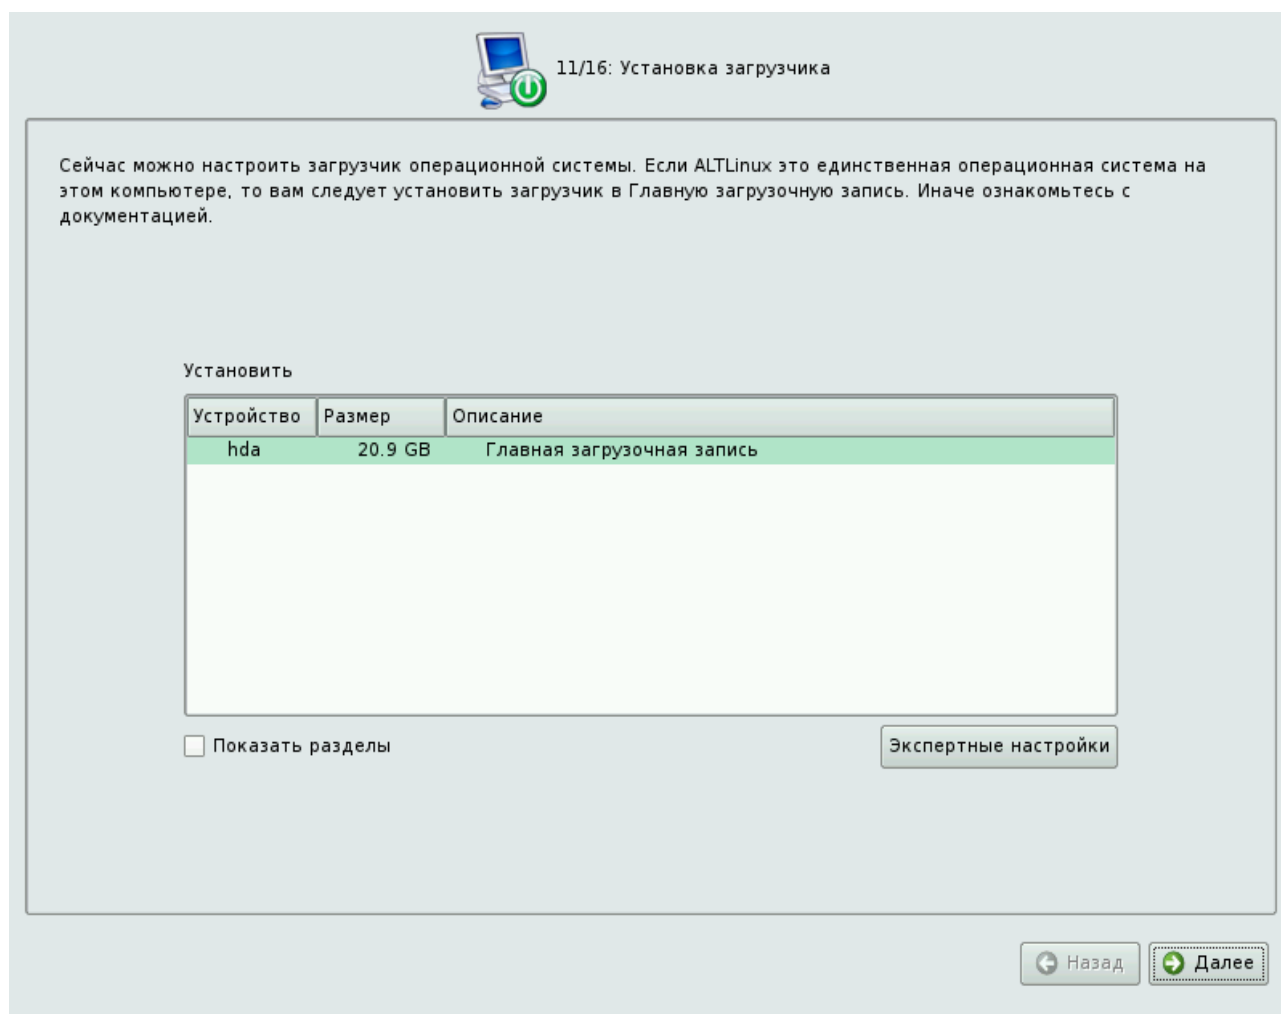 11/16: Установка загрузчика
Сейчас можно настроить загрузчик операционной системы. Если ALTLinux это единственная операционная система на
этом компьютере, то вам следует установить загрузчик в Главную загрузочную запись. Иначе ознакомьтесь с
документацией.
Установить
Устройство Размер Описание
hda 20.9 GB Главная загрузочная запись
Показать разделы Экспертные настройки
Назад Далее